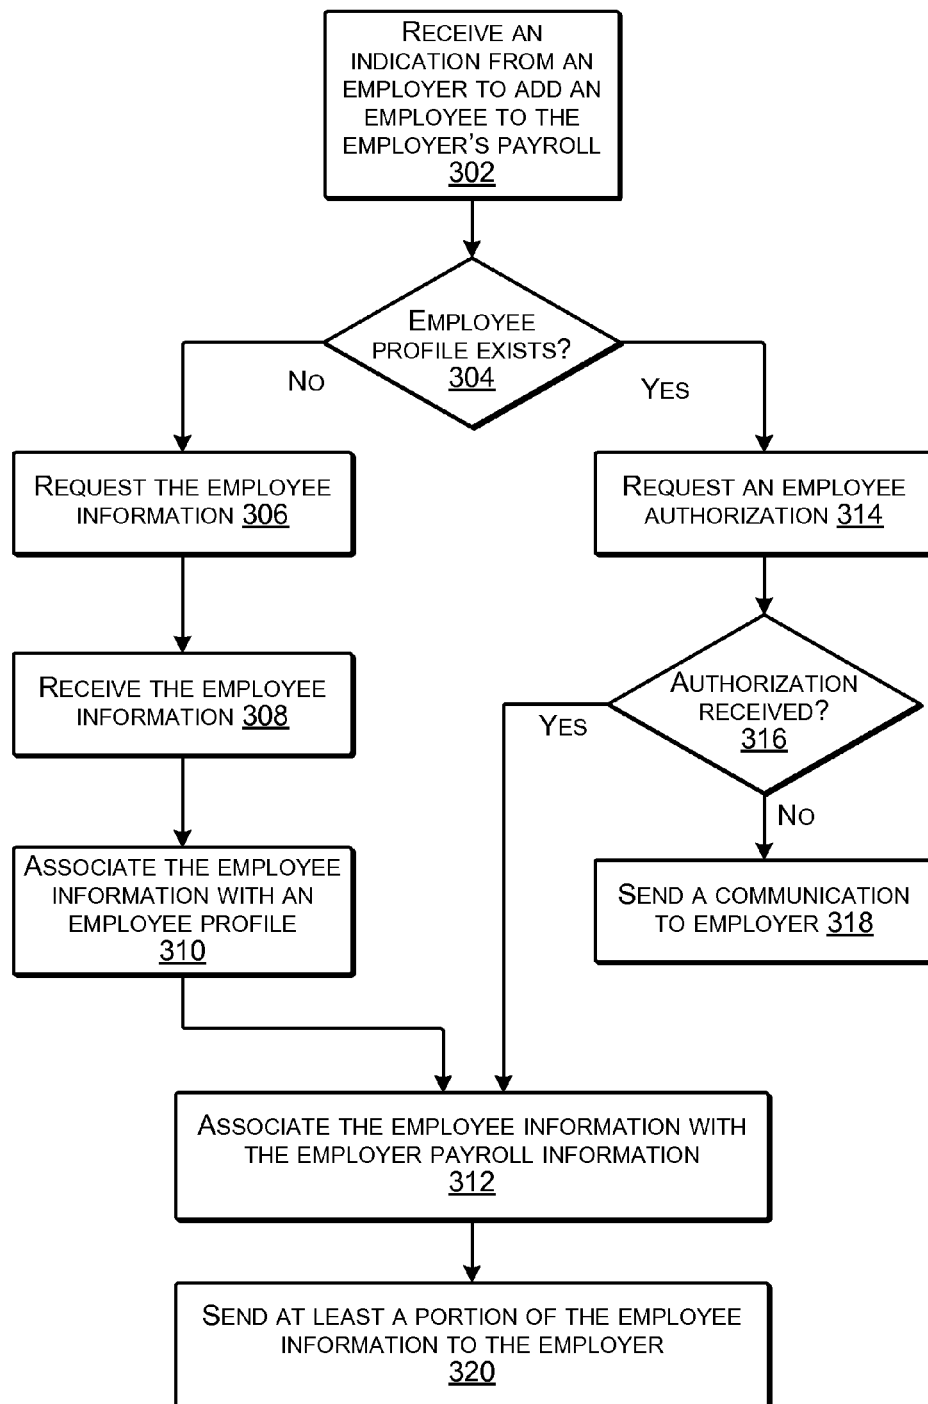 RECEIVE AN
INDICATION FROM AN
EMPLOYER TO ADD AN
EMPLOYEE TO THE
EMPLOYER'S PAYROLL
302
EMPLOYEE
PROFILE EXISTS?
304
NO
YES
REQUEST THE EMPLOYEE
INFORMATION 306
REQUEST AN EMPLOYEE
AUTHORIZATION 314
RECEIVE THE EMPLOYEE
INFORMATION 308
AUTHORIZATION
RECEIVED?
316
YES
NO
ASSOCIATE THE EMPLOYEE
INFORMATION WITH AN
EMPLOYEE PROFILE
310
SEND A COMMUNICATION
TO EMPLOYER 318
ASSOCIATE THE EMPLOYEE INFORMATION WITH
THE EMPLOYER PAYROLL INFORMATION
312
SEND AT LEAST A PORTION OF THE EMPLOYEE
INFORMATION TO THE EMPLOYER
320